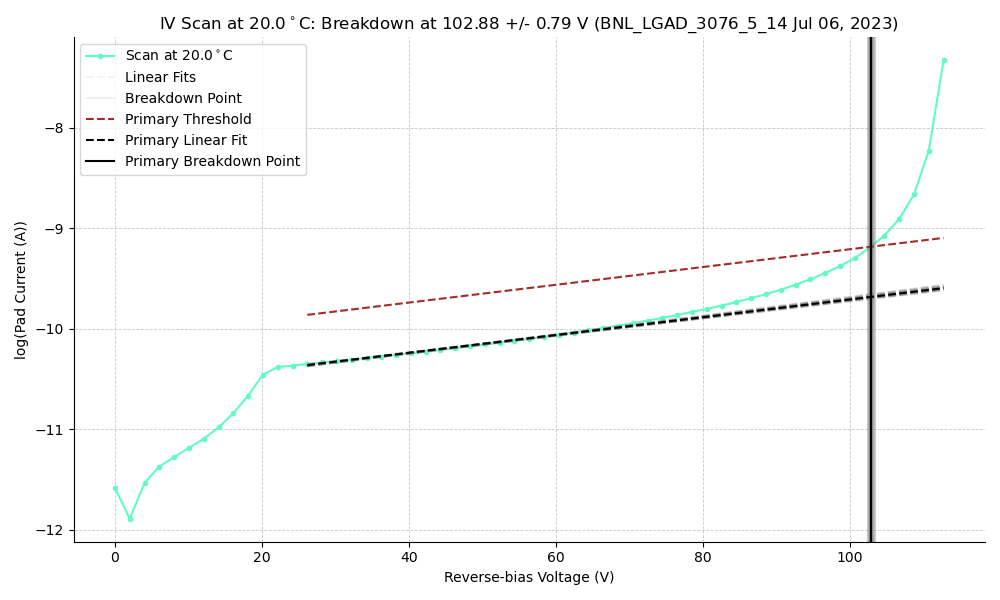 IV Scan at 20.0°C: Breakdown at 102.88 +/- 0.79 V (BNL_LGAD_3076_5_14 Jul 06, 2023)
Scan at 20.0°C
Linear Fits
Breakdown Point
Primary Threshold
Primary Linear Fit
Primary Breakdown Point
log(Pad Current (A))
−8
−9
−10
−11
−12
0 20 40 60 80 100
Reverse-bias Voltage (V)